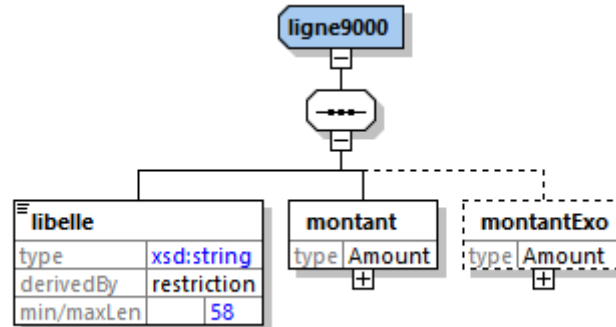 ligne9000
libelle
type xsd:string
derivedBy restriction
min/maxLen 58
montant
type Amount
montantExo
type Amount